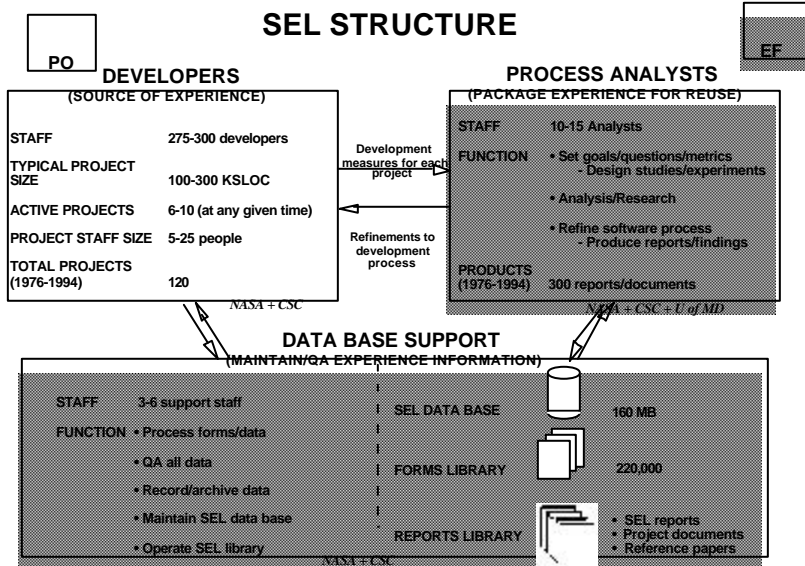 SEL STRUCTURE
PO
EF
DEVELOPERS
(SOURCE OF EXPERIENCE)
STAFF 275-300 developers
TYPICAL PROJECT
SIZE 100-300 KSLOC
ACTIVE PROJECTS 6-10 (at any given time)
PROJECT STAFF SIZE 5-25 people
TOTAL PROJECTS
(1976-1994) 120
NASA + CSC
Development
measures for each
project
Refinements to
development
process
PROCESS ANALYSTS
(PACKAGE EXPERIENCE FOR REUSE)
STAFF 10-15 Analysts
FUNCTION • Set goals/questions/metrics
- Design studies/experiments
• Analysis/Research
• Refine software process
- Produce reports/findings
PRODUCTS
(1976-1994) 300 reports/documents
NASA + CSC + U of MD
DATA BASE SUPPORT
(MAINTAIN/QA EXPERIENCE INFORMATION)
STAFF 3-6 support staff
FUNCTION • Process forms/data
• QA all data
• Record/archive data
• Maintain SEL data base
• Operate SEL library
SEL DATA BASE 160 MB
FORMS LIBRARY 220,000
REPORTS LIBRARY • SEL reports
• Project documents
• Reference papers
NASA + CSC